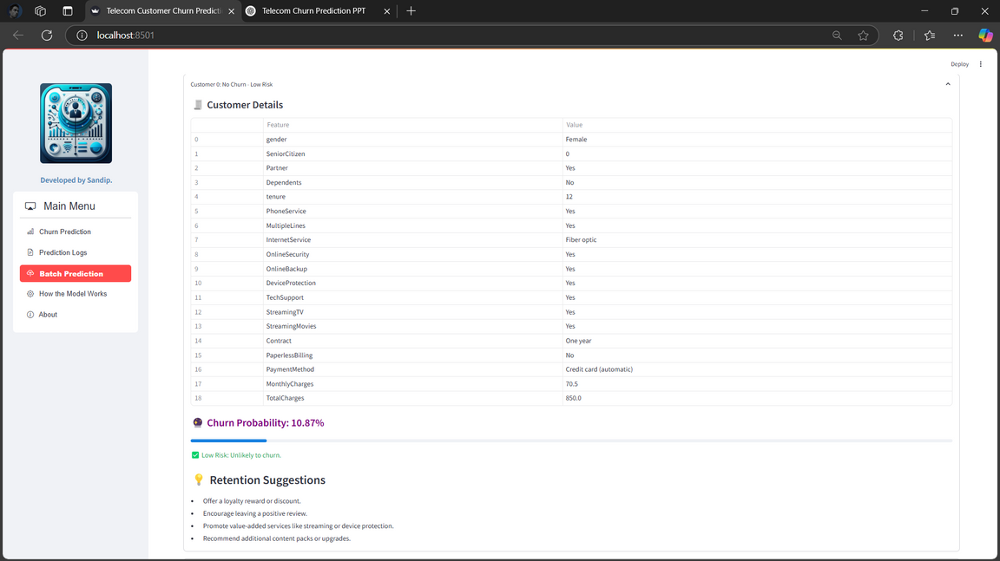 Telecom Customer Churn Predicti
Telecom Churn Prediction PPT
localhost:8501
Deploy
Developed by Sandip.
Main Menu
Churn Prediction
Prediction Logs
Batch Prediction
How the Model Works
About
Customer 0: No Churn - Low Risk
Customer Details
Feature Value
0 gender Female
1 SeniorCitizen 0
2 Partner Yes
3 Dependents No
4 tenure 12
5 PhoneService Yes
6 MultipleLines Yes
7 InternetService Fiber optic
8 OnlineSecurity Yes
9 OnlineBackup Yes
10 DeviceProtection Yes
11 TechSupport Yes
12 StreamingTV Yes
13 StreamingMovies Yes
14 Contract One year
15 PaperlessBilling No
16 PaymentMethod Credit card (automatic)
17 MonthlyCharges 70.5
18 TotalCharges 850.0
Churn Probability: 10.87%
Low Risk: Unlikely to churn.
Retention Suggestions
• Offer a loyalty reward or discount.
• Encourage leaving a positive review.
• Promote value-added services like streaming or device protection.
• Recommend additional content packs or upgrades.